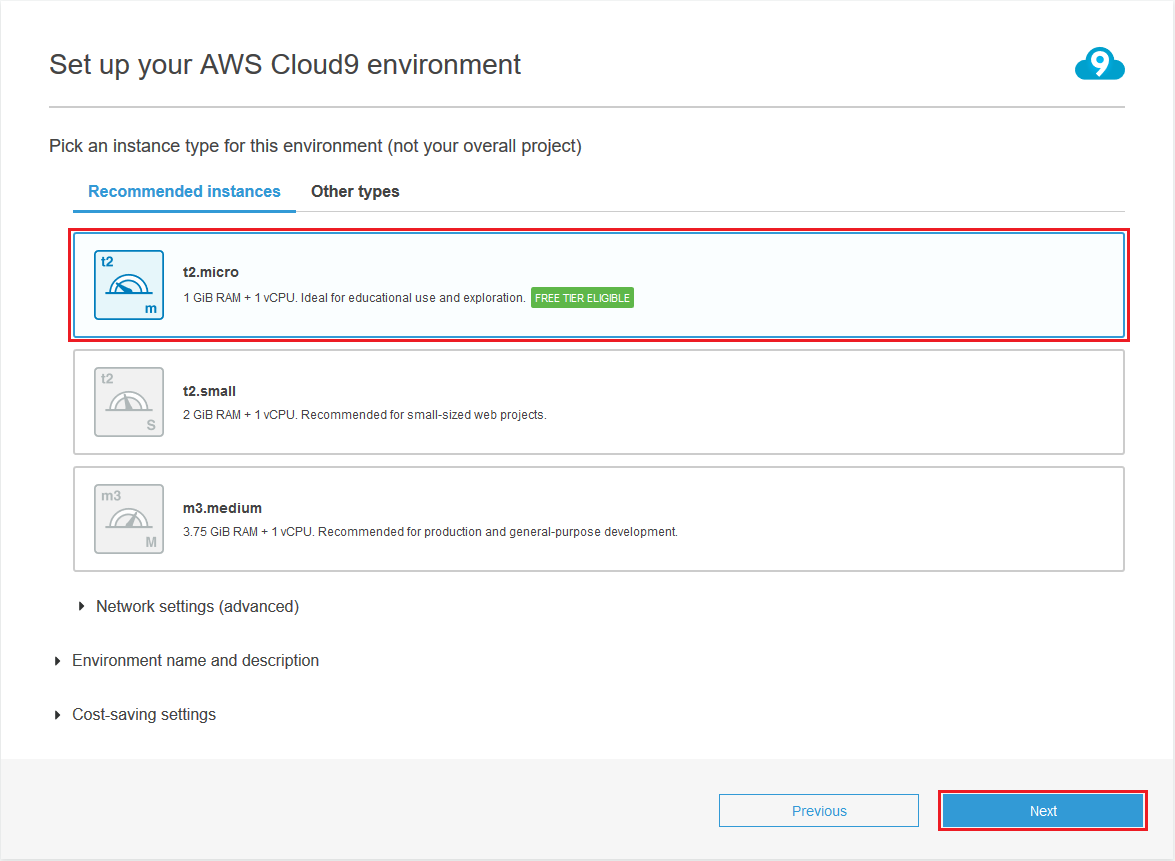 Set up your AWS Cloud9 environment
9
Pick an instance type for this environment (not your overall project)
Recommended instances Other types
t2
m
t2.micro
1 GiB RAM + 1 vCPU. Ideal for educational use and exploration. FREE TIER ELIGIBLE
t2
S
t2.small
2 GiB RAM + 1 vCPU. Recommended for small-sized web projects.
m3
M
m3.medium
3.75 GiB RAM + 1 vCPU. Recommended for production and general-purpose development.
Network settings (advanced)
Environment name and description
Cost-saving settings
Previous Next